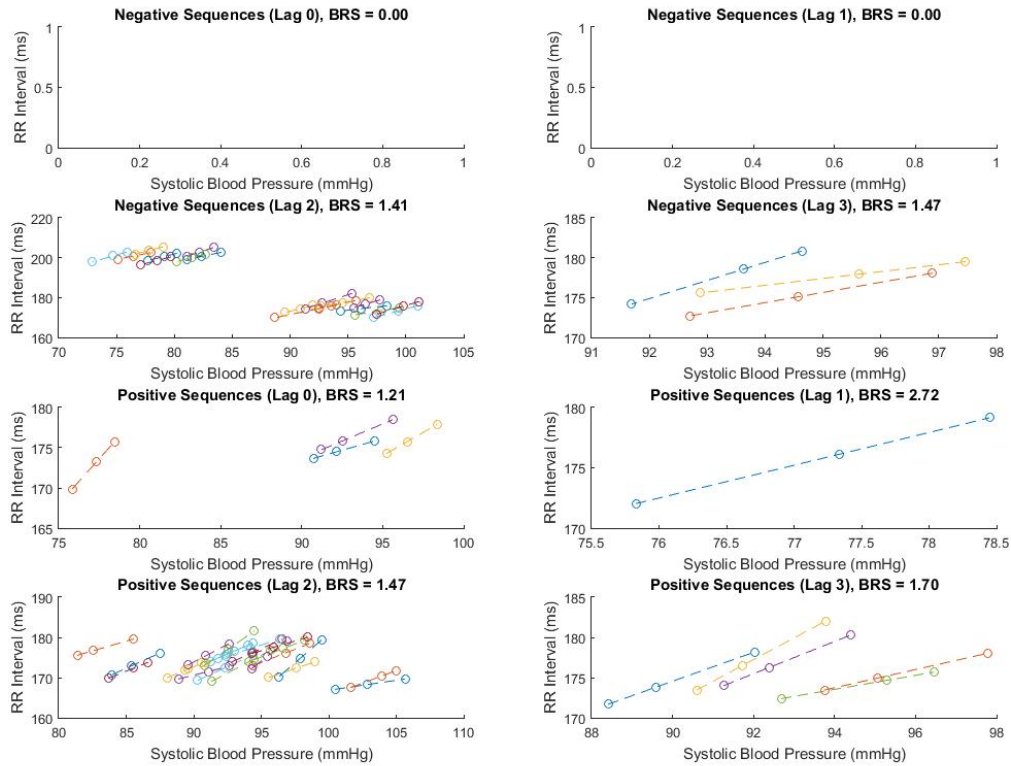 Negative Sequences (Lag 0), BRS = 0.00
RR Interval (ms)
1
0.5
0
0 0.2 0.4 0.6 0.8 1
Systolic Blood Pressure (mmHg)
Negative Sequences (Lag 1), BRS = 0.00
RR Interval (ms)
1
0.5
0
0 0.2 0.4 0.6 0.8 1
Systolic Blood Pressure (mmHg)
Negative Sequences (Lag 2), BRS = 1.41
RR Interval (ms)
220
200
180
160
70 75 80 85 90 95 100 105
Systolic Blood Pressure (mmHg)
Negative Sequences (Lag 3), BRS = 1.47
RR Interval (ms)
185
180
175
170
91 92 93 94 95 96 97 98
Systolic Blood Pressure (mmHg)
Positive Sequences (Lag 0), BRS = 1.21
RR Interval (ms)
180
175
170
165
75 80 85 90 95 100
Systolic Blood Pressure (mmHg)
Positive Sequences (Lag 1), BRS = 2.72
RR Interval (ms)
180
175
170
75.5 76 76.5 77 77.5 78 78.5
Systolic Blood Pressure (mmHg)
Positive Sequences (Lag 2), BRS = 1.47
RR Interval (ms)
190
180
170
160
80 85 90 95 100 105 110
Systolic Blood Pressure (mmHg)
Positive Sequences (Lag 3), BRS = 1.70
RR Interval (ms)
185
180
175
170
88 90 92 94 96 98
Systolic Blood Pressure (mmHg)